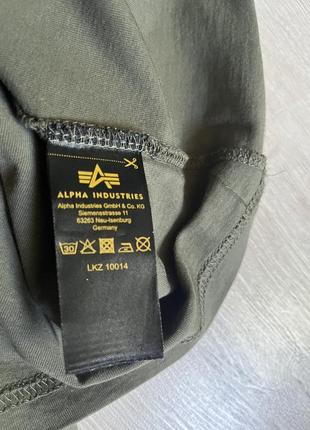 ALPHA INDUSTRIES
Alpha Industries GmbH & Co. KG
Siemensstrasse 11
63263 Neu-Isenburg
Germany
30
LKZ 10014